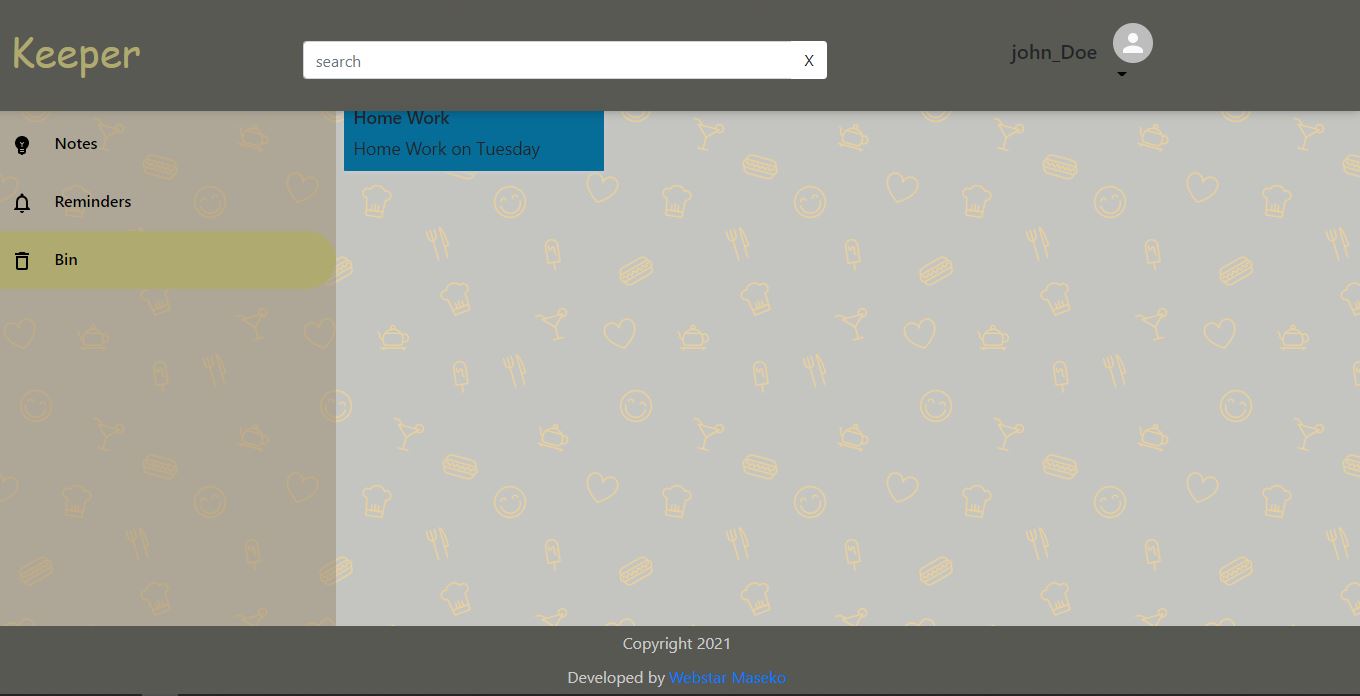 Keeper
search
X
john_Doe
Notes
Reminders
Bin
Home Work
Home Work on Tuesday
Copyright 2021
Developed by Webstar Maseko